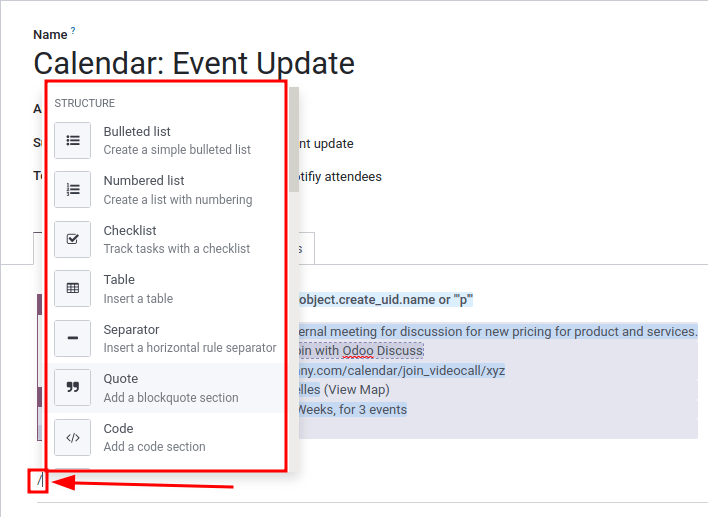 Name ?
Calendar: Event Update
STRUCTURE
Bulleted list
Create a simple bulleted list
Numbered list
Create a list with numbering
Checklist
Track tasks with a checklist
Table
Insert a table
Separator
Insert a horizontal rule separator
Quote
Add a blockquote section
Code
Add a code section
A
nt update
otifiy attendees
s
object.create_uid.name or "'p"'
ernal meeting for discussion for new pricing for product and services.
oin with Odoo Discuss
any.com/calendar/join_videocall/xyz
elles (View Map)
Weeks, for 3 events
/